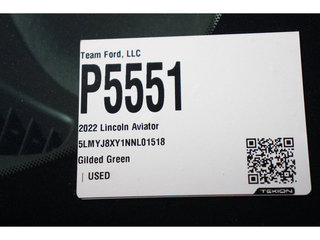 Team Ford, LLC
P5551
2022 Lincoln Aviator
5LMYJ8XY1NNL01518
Gilded Green
| USED
TEKION